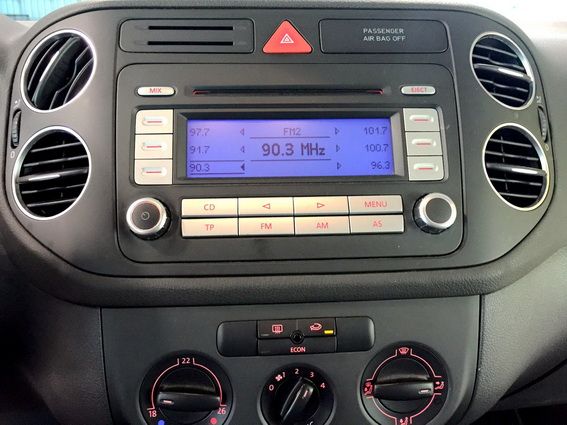 PASSENGER
AIR BAG OFF
MIX
EJECT
97.7 FM2 101.7
91.7 90.3 MHz 100.7
90.3 96.3
CD MENU
TP FM AM AS
ECON
22
18 26
0 1 2 3 4